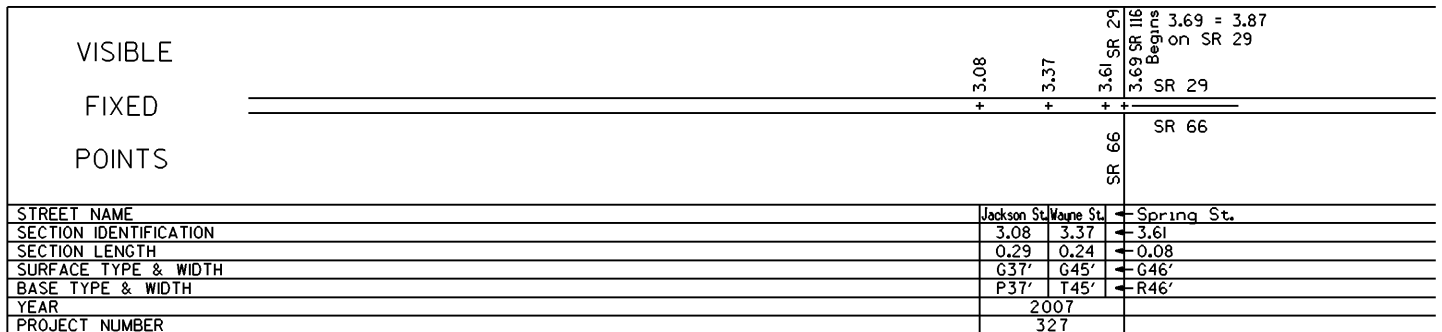 VISIBLE
FIXED
POINTS
3.08
3.37
3.61 SR 29
3.69 SR 116
Begins
3.69 = 3.87
on SR 29
SR 29
SR 66
SR 66
STREET NAME Jackson St. Wayne St. Spring St.
SECTION IDENTIFICATION 3.08 3.37 3.61
SECTION LENGTH 0.29 0.24 0.08
SURFACE TYPE & WIDTH G37' G45' G46'
BASE TYPE & WIDTH P37' T45' R46'
YEAR 2007
PROJECT NUMBER 327